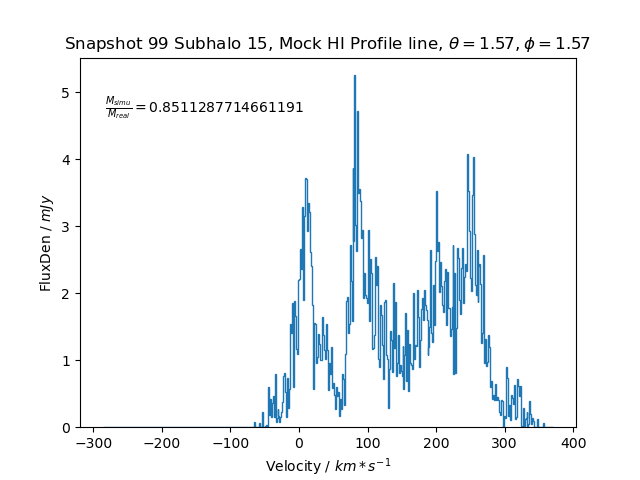 Snapshot 99 Subhalo 15, Mock HI Profile line, θ = 1.57, ϕ = 1.57
M_simu/M_real = 0.8511287714661191
FluxDen / mJy
5
4
3
2
1
0
−300 −200 −100 0 100 200 300 400
Velocity / km * s⁻¹